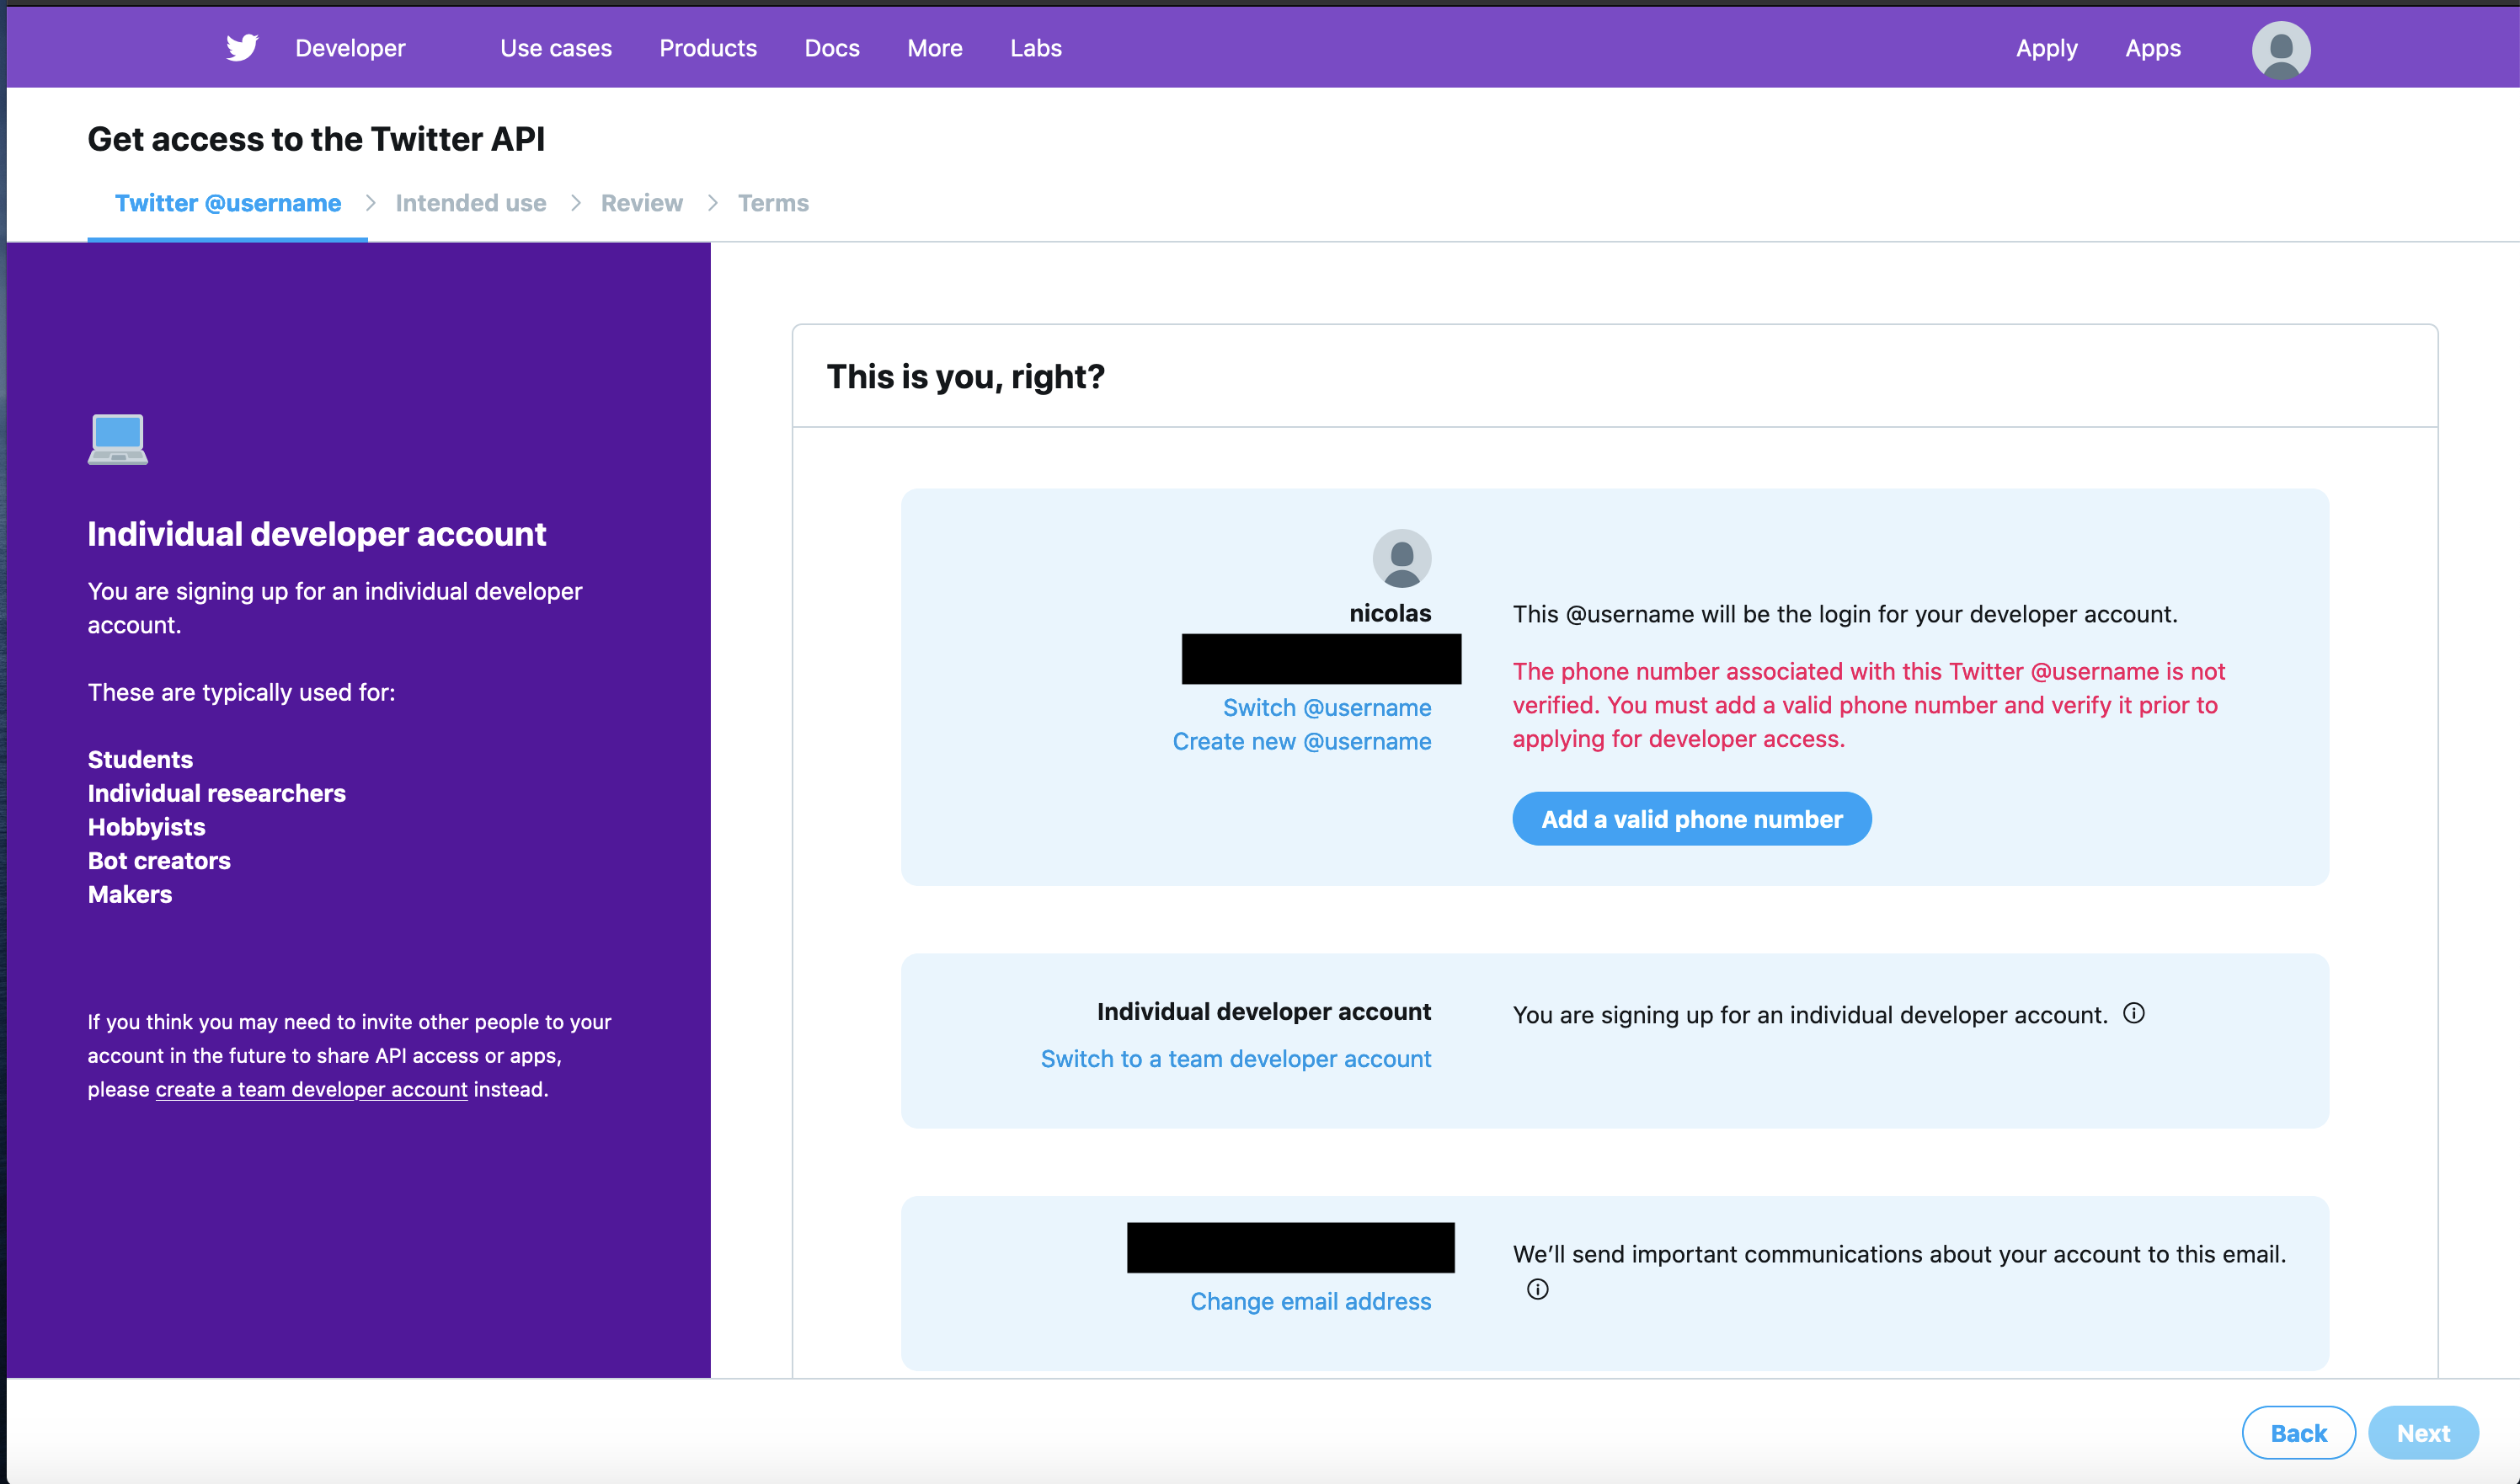 Developer Use cases Products Docs More Labs Apply Apps
Get access to the Twitter API
Twitter @username > Intended use > Review > Terms
Individual developer account
You are signing up for an individual developer
account.
These are typically used for:
Students
Individual researchers
Hobbyists
Bot creators
Makers
If you think you may need to invite other people to your
account in the future to share API access or apps,
please create a team developer account instead.
This is you, right?
nicolas
Switch @username
Create new @username
This @username will be the login for your developer account.
The phone number associated with this Twitter @username is not
verified. You must add a valid phone number and verify it prior to
applying for developer access.
Add a valid phone number
Individual developer account
Switch to a team developer account
You are signing up for an individual developer account.
Change email address
We’ll send important communications about your account to this email.
Back
Next